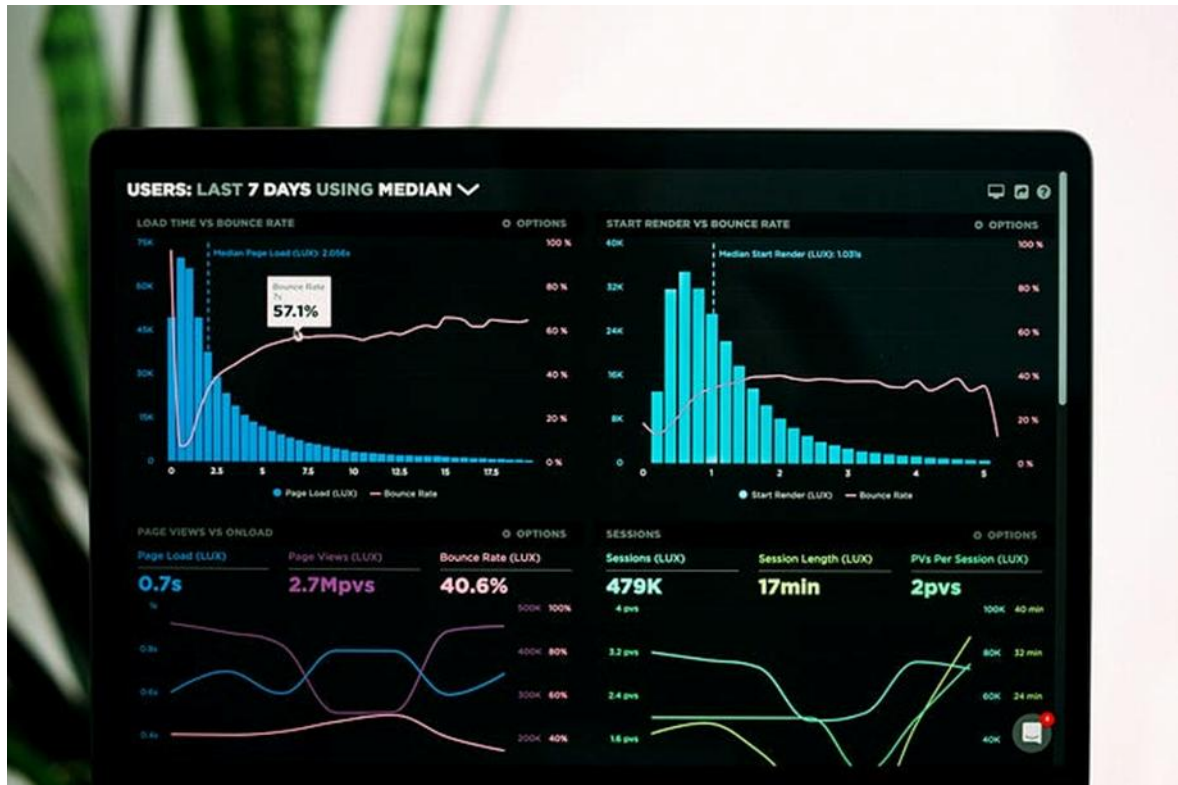 USERS: LAST 7 DAYS USING MEDIAN
LOAD TIME VS BOUNCE RATE
OPTIONS
75K
60K
45K
30K
15K
0
Median Page Load (LUX): 2.056s
Bounce Rate
7s
57.1%
100 %
80 %
60 %
40 %
20 %
0 %
0 2.5 5 7.5 10 12.5 15 17.5
Page Load (LUX) Bounce Rate
START RENDER VS BOUNCE RATE
OPTIONS
40K
32K
24K
16K
8K
0
Median Start Render (LUX): 1.031s
100 %
80 %
60 %
40 %
20 %
0 %
0 1 2 3 4 5
Start Render (LUX) Bounce Rate
PAGE VIEWS VS ONLOAD
OPTIONS
Page Load (LUX) Page Views (LUX) Bounce Rate (LUX)
0.7s 2.7Mpvs 40.6%
1s
0.8s
0.6s
0.4s
500K 100%
400K 80%
300K 60%
200K 40%
SESSIONS
OPTIONS
Sessions (LUX) Session Length (LUX) PVs Per Session (LUX)
479K 17min 2pvs
4 pvs
3.2 pvs
2.4 pvs
1.6 pvs
100K 40 min
80K 32 min
60K 24 min
40K